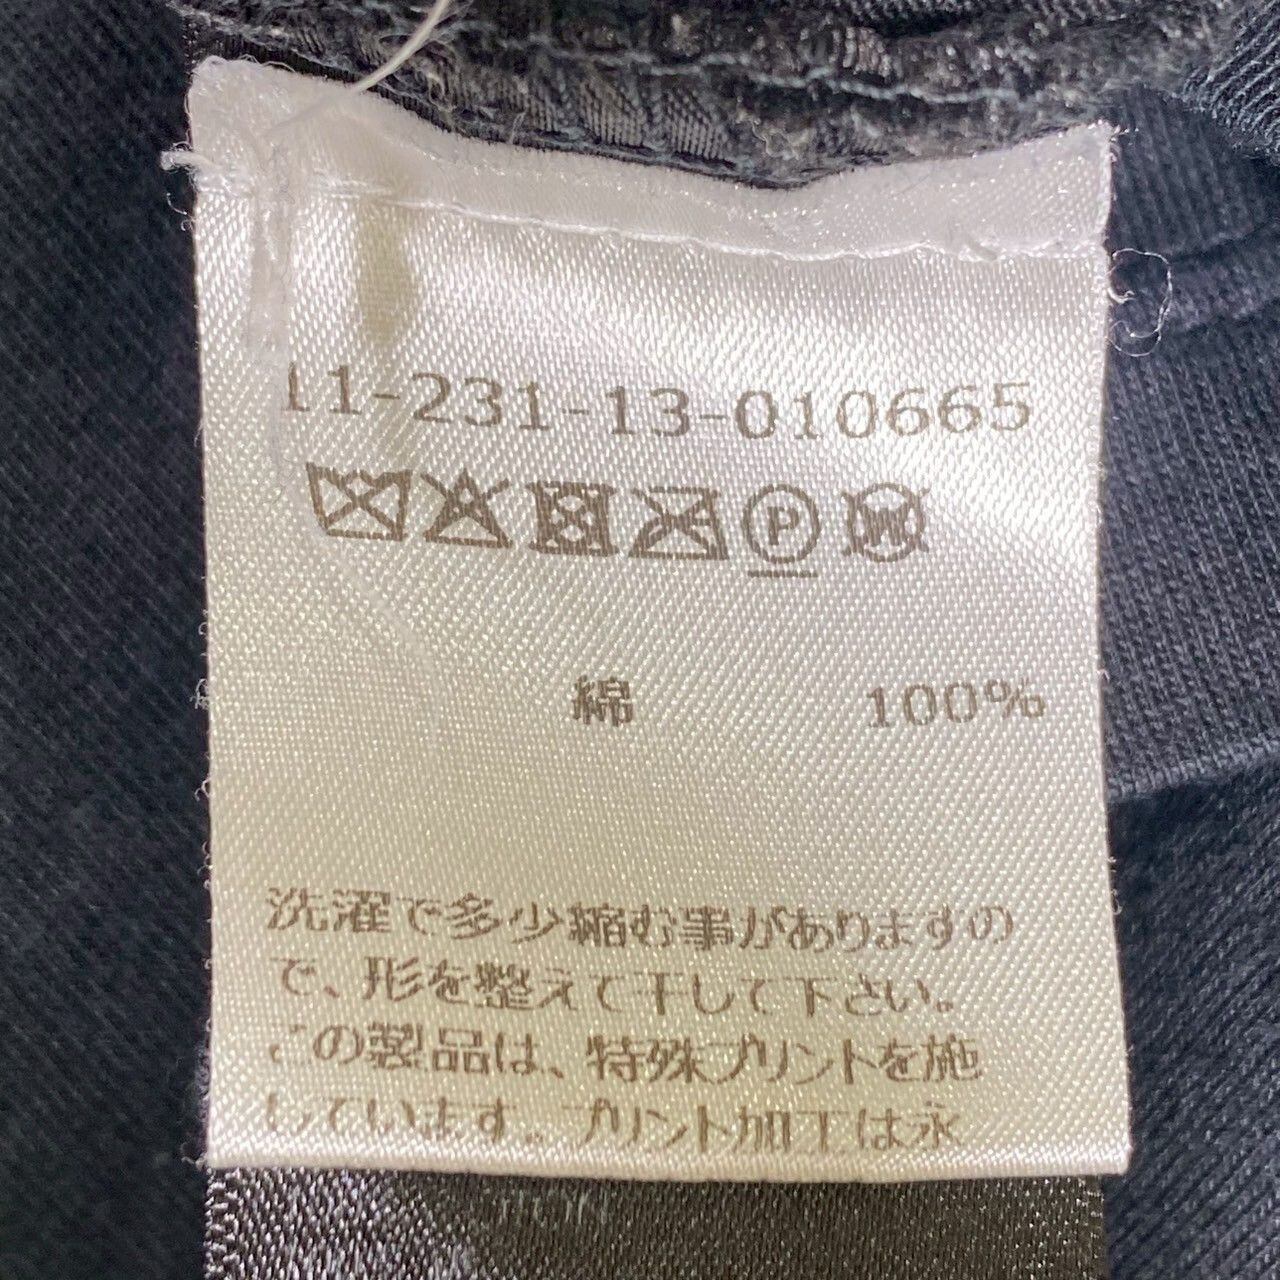 11-231-13-010665
P W
綿 100%
洗濯で多少縮む事がありますの
で、形を整えて干して下さい。
この製品は、特殊プリントを施
しています。プリント加工は永